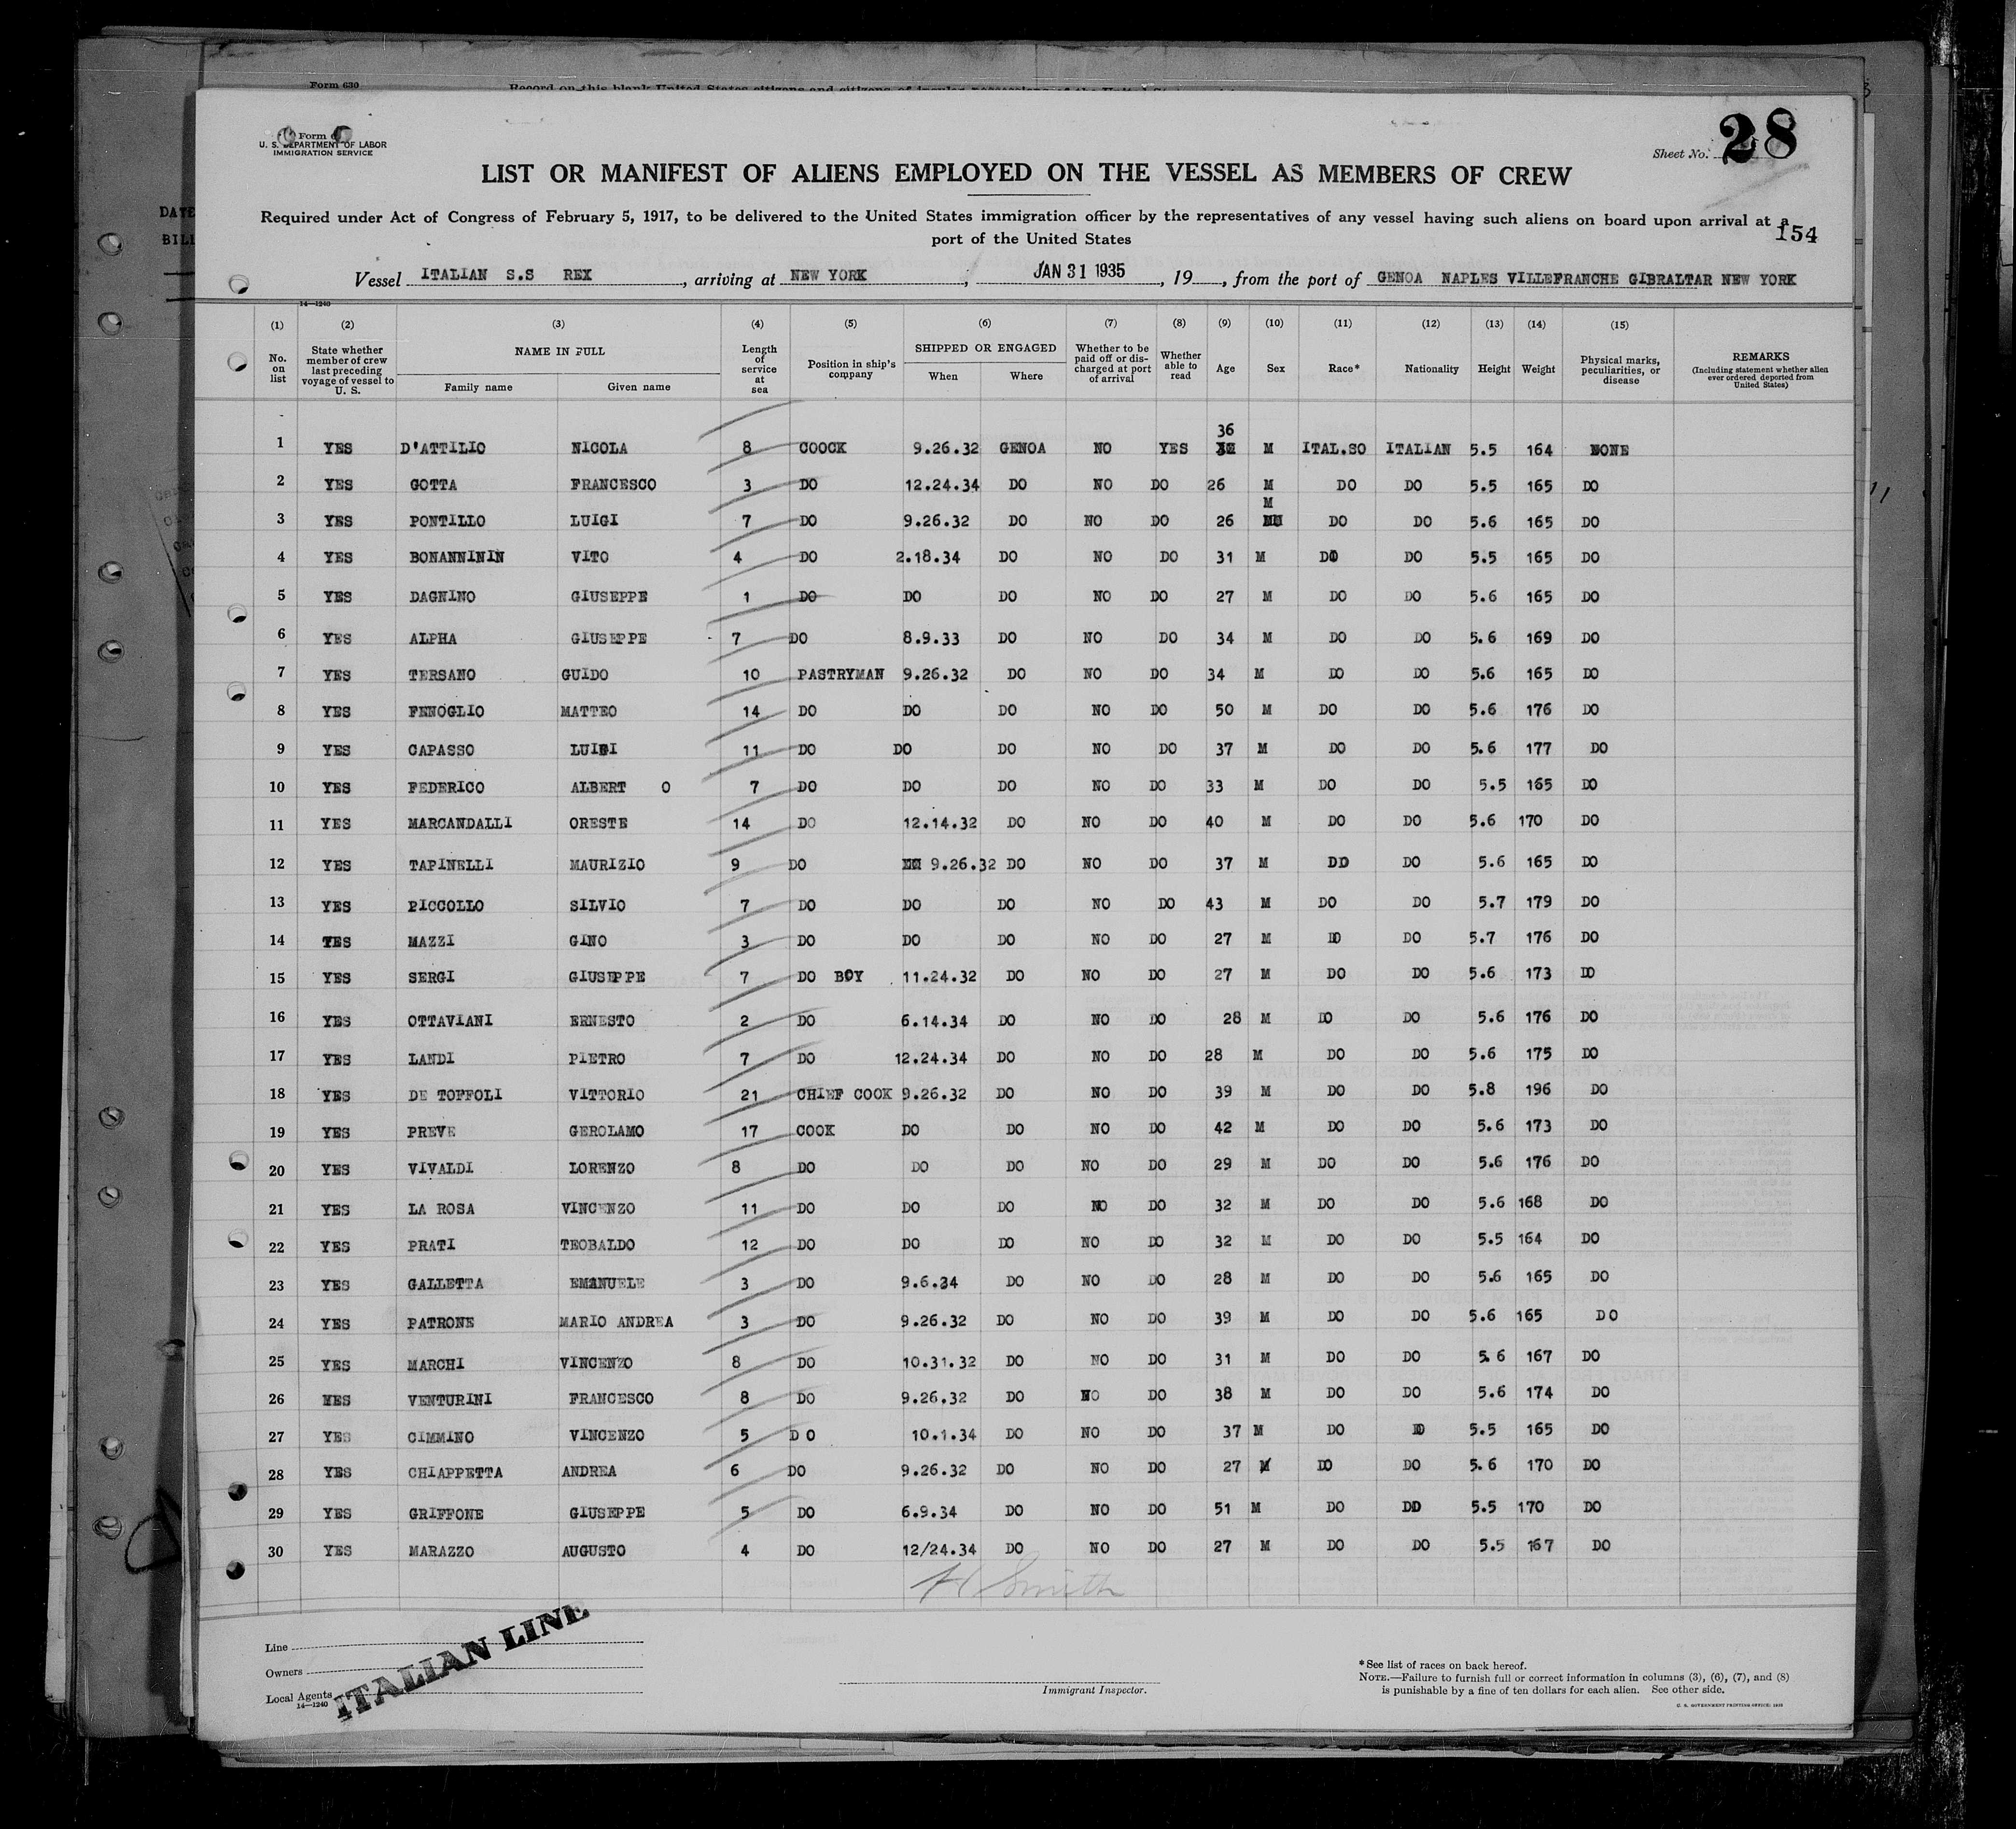 Form 630
Record on this blank United States citizens and citizens of insular possessions of the United
DATE
BILL
Form
U. S. DEPARTMENT OF LABOR
IMMIGRATION SERVICE
Sheet No. 28
LIST OR MANIFEST OF ALIENS EMPLOYED ON THE VESSEL AS MEMBERS OF CREW
Required under Act of Congress of February 5, 1917, to be delivered to the United States immigration officer by the representatives of any vessel having such aliens on board upon arrival at a
port of the United States
154
Vessel ITALIAN S.S REX, arriving at NEW YORK, JAN 31 1935, 19, from the port of GENOA NAPLES VILLEFRANCHE GIBRALTAR NEW YORK
14—1240
(1) (2) (3) (4) (5) (6) (7) (8) (9) (10) (11) (12) (13) (14) (15)
No. on list | State whether member of crew last preceding voyage of vessel to U. S. | NAME IN FULL Family name Given name | Length of service at sea | Position in ship's company | SHIPPED OR ENGAGED When Where | Whether to be paid off or discharged at port of arrival | Whether able to read | Age | Sex | Race* | Nationality | Height | Weight | Physical marks, peculiarities, or disease | REMARKS (Including statement whether alien ever ordered deported from United States)
36
1 YES D'ATTILIO NICOLA 8 COOCK 9.26.32 GENOA NO YES M ITAL.SO ITALIAN 5.5 164 NONE
2 YES GOTTA FRANCESCO 3 DO 12.24.34 DO NO DO 26 M DO DO 5.5 165 DO
3 YES PONTILLO LUIGI 7 DO 9.26.32 DO NO DO 26 M DO DO 5.6 165 DO
4 YES BONANNININ VITO 4 DO 2.18.34 DO NO DO 31 M DO DO 5.5 165 DO
5 YES DAGNINO GIUSEPPE 1 DO DO DO NO DO 27 M DO DO 5.6 165 DO
6 YES ALPHA GIUSEPPE 7 DO 8.9.33 DO NO DO 34 M DO DO 5.6 169 DO
7 YES TERSANO GUIDO 10 PASTRYMAN 9.26.32 DO NO DO 34 M DO DO 5.6 165 DO
8 YES FENOGLIO MATTEO 14 DO DO DO NO DO 50 M DO DO 5.6 176 DO
9 YES CAPASSO LUIGI 11 DO DO DO NO DO 37 M DO DO 5.6 177 DO
10 YES FEDERICO ALBERT O 7 DO DO DO NO DO 33 M DO DO 5.5 165 DO
11 YES MARCANDALLI ORESTE 14 DO 12.14.32 DO NO DO 40 M DO DO 5.6 170 DO
12 YES TAPINELLI MAURIZIO 9 DO 9.26.32 DO NO DO 37 M DD DO 5.6 165 DO
13 YES PICCOLLO SILVIO 7 DO DO DO NO DO 43 M DO DO 5.7 179 DO
14 YES MAZZI GINO 3 DO DO DO NO DO 27 M DO DO 5.7 176 DO
15 YES SERGI GIUSEPPE 7 DO BOY 11.24.32 DO NO DO 27 M DO DO 5.6 173 DO
16 YES OTTAVIANI ERNESTO 2 DO 6.14.34 DO NO DO 28 M DO DO 5.6 176 DO
17 YES LANDI PIETRO 7 DO 12.24.34 DO NO DO 28 M DO DO 5.6 175 DO
18 YES DE TOFFOLI VITTORIO 21 CHIEF COOK 9.26.32 DO NO DO 39 M DO DO 5.8 196 DO
19 YES PREVE GEROLAMO 17 COOK DO DO NO DO 42 M DO DO 5.6 173 DO
20 YES VIVALDI LORENZO 8 DO DO DO NO DO 29 M DO DO 5.6 176 DO
21 YES LA ROSA VINCENZO 11 DO DO DO NO DO 32 M DO DO 5.6 168 DO
22 YES PRATI TEOBALDO 12 DO DO DO NO DO 32 M DO DO 5.5 164 DO
23 YES GALLETTA EMANUELE 3 DO 9.6.34 DO NO DO 28 M DO DO 5.6 165 DO
24 YES PATRONE MARIO ANDREA 3 DO 9.26.32 DO NO DO 39 M DO DO 5.6 165 DO
25 YES MARCHI VINCENZO 8 DO 10.31.32 DO NO DO 31 M DO DO 5.6 167 DO
26 YES VENTURINI FRANCESCO 8 DO 9.26.32 DO NO DO 38 M DO DO 5.6 174 DO
27 YES CIMMINO VINCENZO 5 D O 10.1.34 DO NO DO 37 M DO DO 5.5 165 DO
28 YES CHIAPPETTA ANDREA 6 DO 9.26.32 DO NO DO 27 M DO DO 5.6 170 DO
29 YES GRIFFONE GIUSEPPE 5 DO 6.9.34 DO NO DO 51 M DO DD 5.5 170 DO
30 YES MARAZZO AUGUSTO 4 DO 12/24.34 DO NO DO 27 M DO DO 5.5 167 DO
H Smith
Line
Owners
Local Agents
14—1240
ITALIAN LINE
Immigrant Inspector.
*See list of races on back hereof.
NOTE.—Failure to furnish full or correct information in columns (3), (6), (7), and (8)
is punishable by a fine of ten dollars for each alien. See other side.
U. S. GOVERNMENT PRINTING OFFICE: